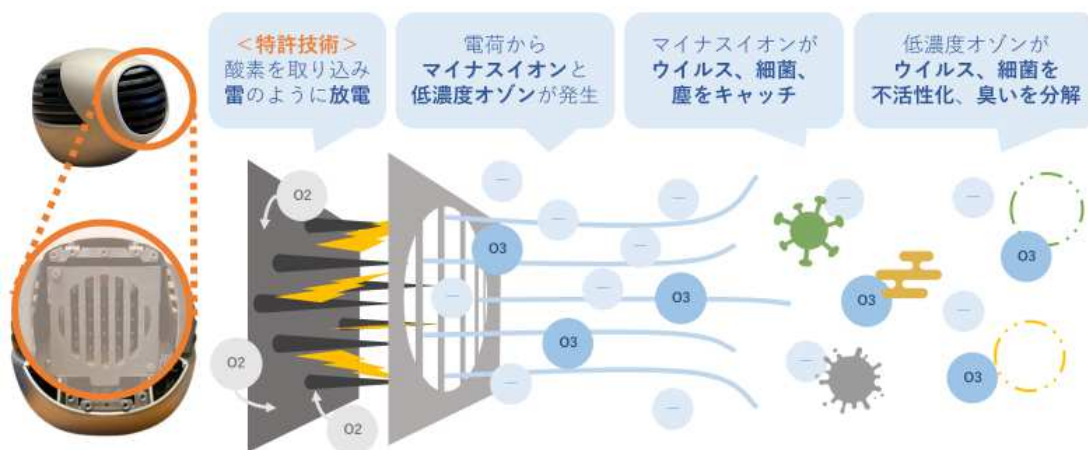 ＜特許技術＞
酸素を取り込み
雷のように放電
電荷から
マイナスイオンと
低濃度オゾンが発生
マイナスイオンが
ウイルス、細菌、
塵をキャッチ
低濃度オゾンが
ウイルス、細菌を
不活性化、臭いを分解
O2
O2
O2
O3
O3
O3
O3
O3
O3